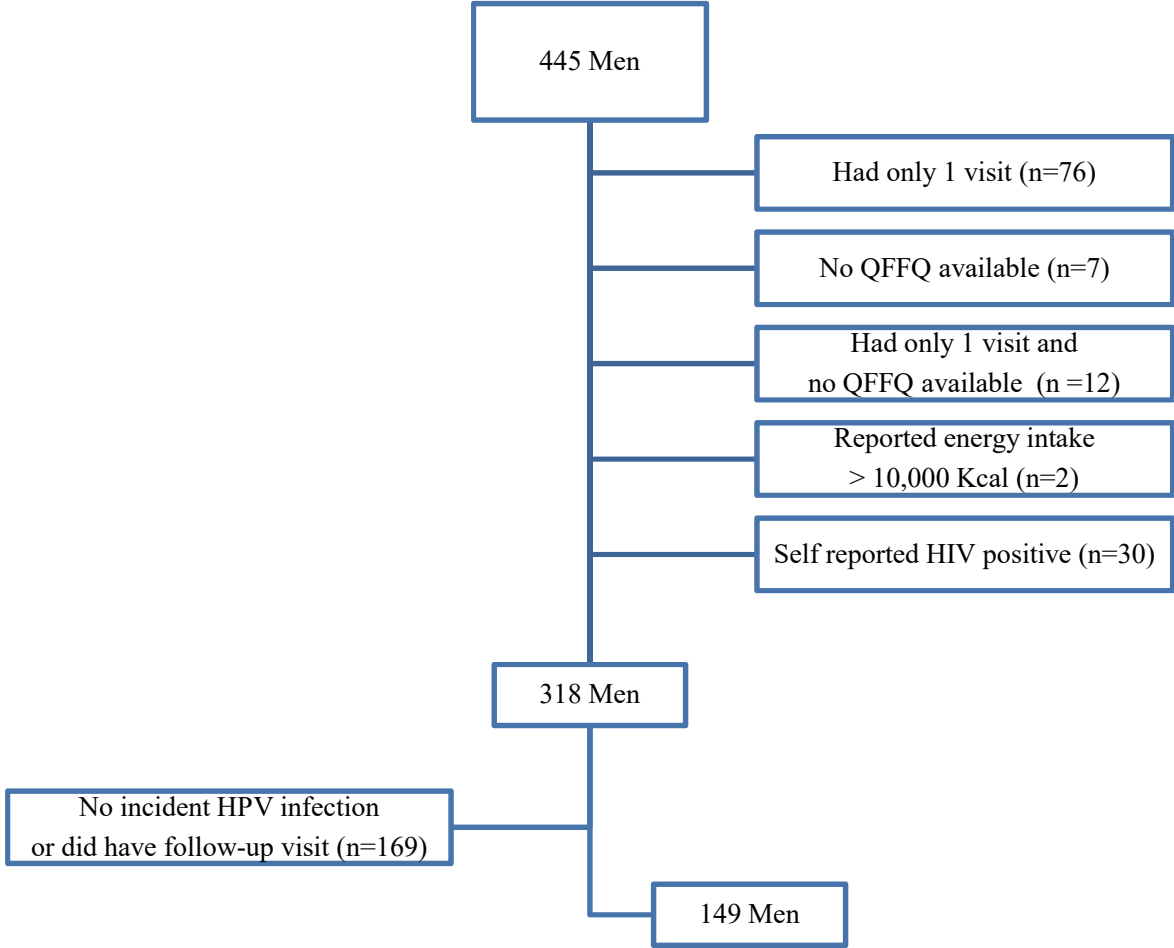 445 Men
Had only 1 visit (n=76)
No QFFQ available (n=7)
Had only 1 visit and
no QFFQ available  (n =12)
Reported energy intake
> 10,000 Kcal (n=2)
Self reported HIV positive (n=30)
318 Men
No incident HPV infection
or did have follow-up visit (n=169)
149 Men